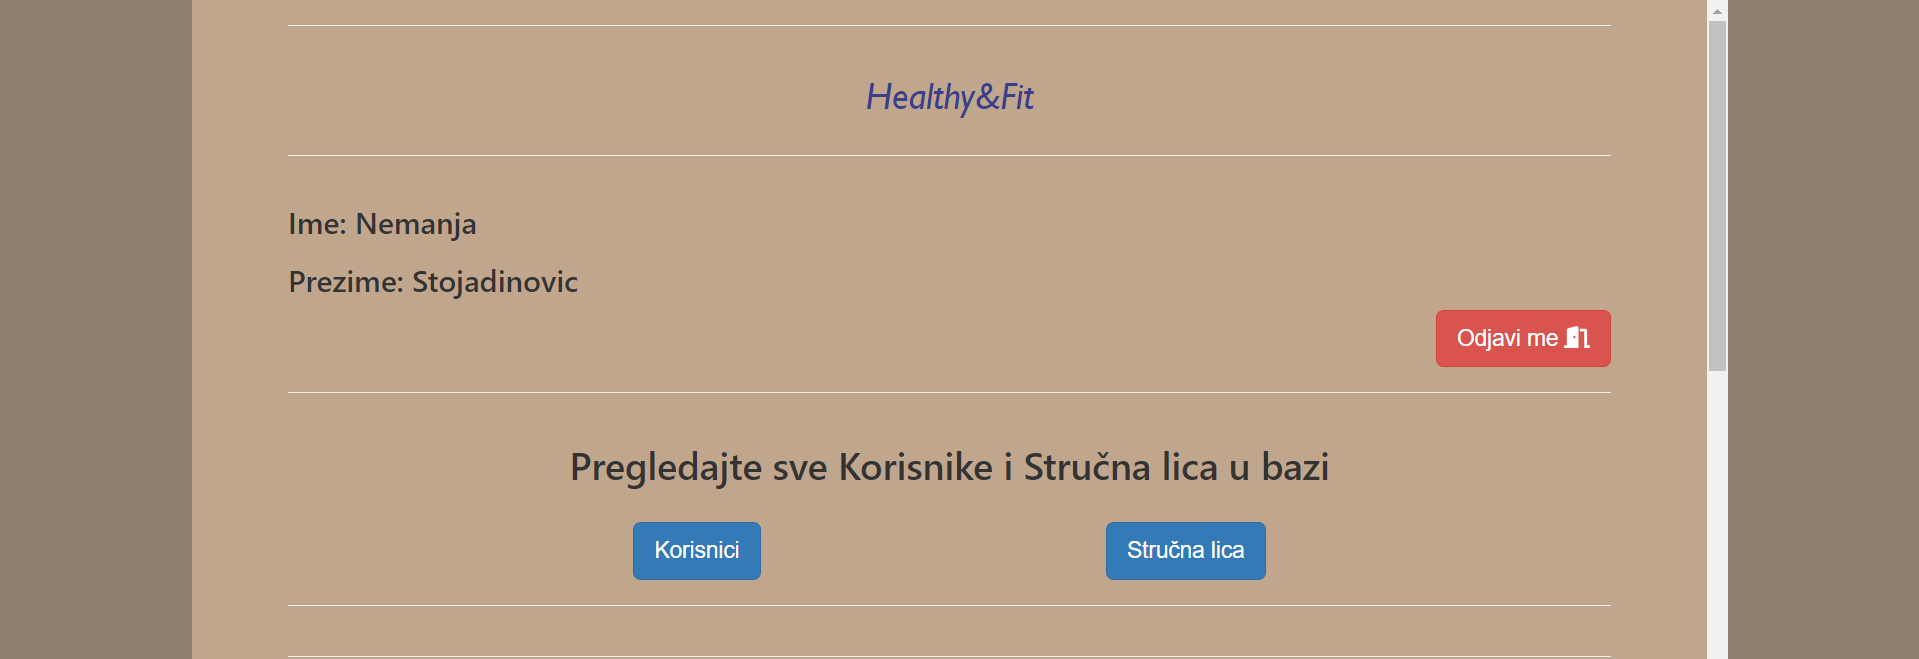 Healthy&Fit
Ime: Nemanja
Prezime: Stojadinovic
Odjavi me
Pregledajte sve Korisnike i Stručna lica u bazi
Korisnici
Stručna lica